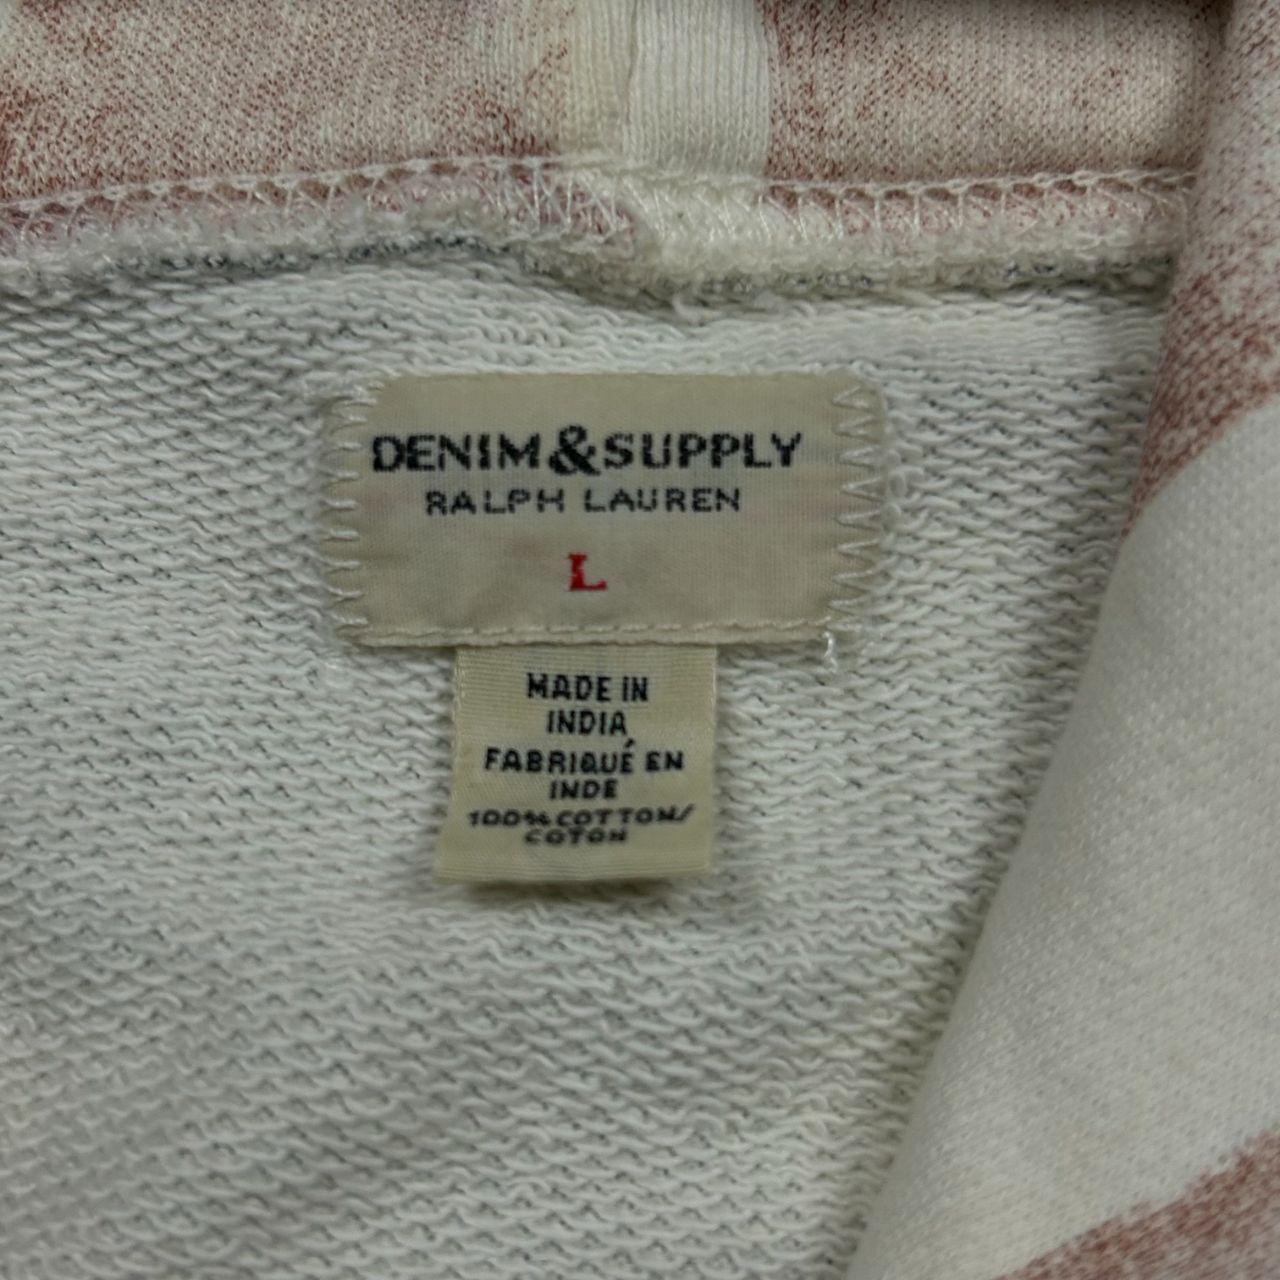 DENIM&SUPPLY
RALPH LAUREN
L
MADE IN
INDIA
FABRIQUÉ EN
INDE
100% COTTON/
COTON